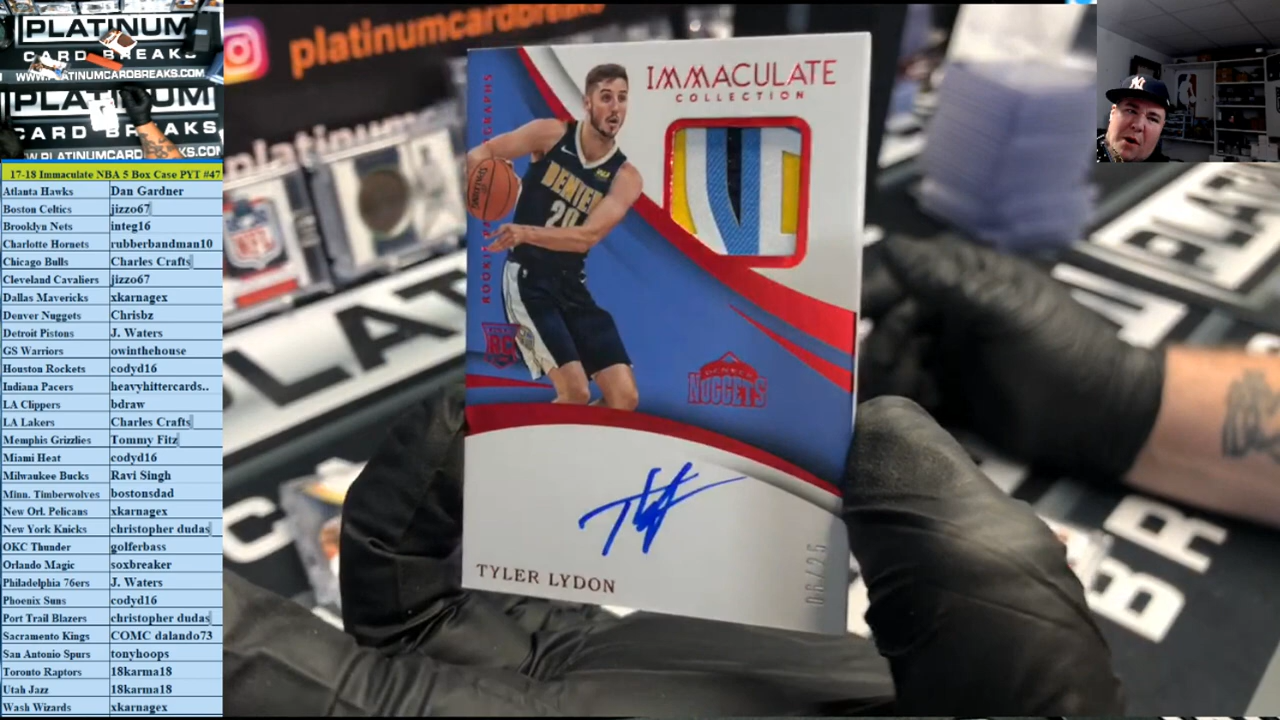 PLATINUM
CARD BREAKS
WWW.PLATINUMCARDBREAKS.COM
PLATINUM
CARD BREAKS
17-18 Immaculate NBA 5 Box Case PYT #47
Atlanta Hawks Dan Gardner
Boston Celtics jizzo67
Brooklyn Nets integ16
Charlotte Hornets rubberbandman10
Chicago Bulls Charles Crafts
Cleveland Cavaliers jizzo67
Dallas Mavericks xkarnagex
Denver Nuggets Chrisbz
Detroit Pistons J. Waters
GS Warriors owinthehouse
Houston Rockets codyd16
Indiana Pacers heavyhittercards..
LA Clippers bdraw
LA Lakers Charles Crafts
Memphis Grizzlies Tommy Fitz
Miami Heat codyd16
Milwaukee Bucks Ravi Singh
Minn. Timberwolves bostonsdad
New Orl. Pelicans xkarnagex
New York Knicks christopher dudas
OKC Thunder golferbass
Orlando Magic soxbreaker
Philadelphia 76ers J. Waters
Phoenix Suns codyd16
Port Trail Blazers christopher dudas
Sacramento Kings COMC dalando73
San Antonio Spurs tonyhoops
Toronto Raptors 18karma18
Utah Jazz 18karma18
Wash Wizards xkarnagex
platinumcardbreaks
platinum
NFL
IMMACULATE
COLLECTION
DENVER
20
RC
DENVER
NUGGETS
TYLER LYDON